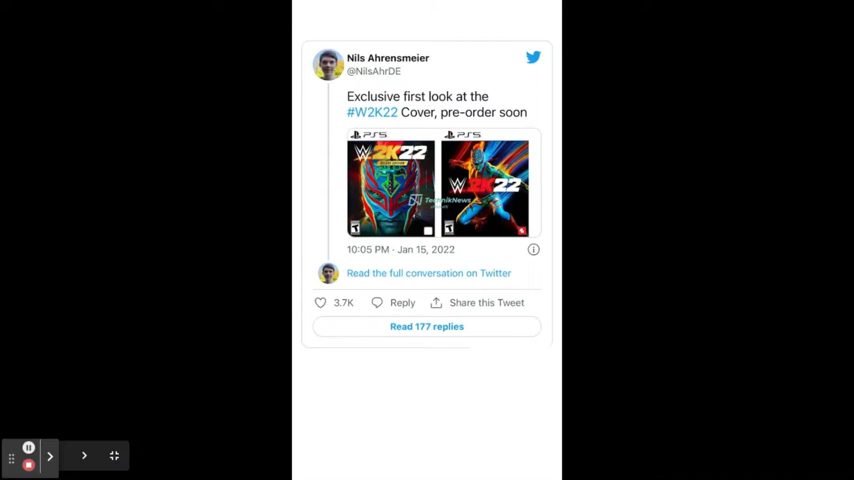 Nils Ahrensmeier
@NilsAhrDE
Exclusive first look at the
#W2K22 Cover, pre-order soon
PS5 PS5
W 2K22 W 2K22
TechnikNews
10:05 PM · Jan 15, 2022
Read the full conversation on Twitter
3.7K Reply Share this Tweet
Read 177 replies